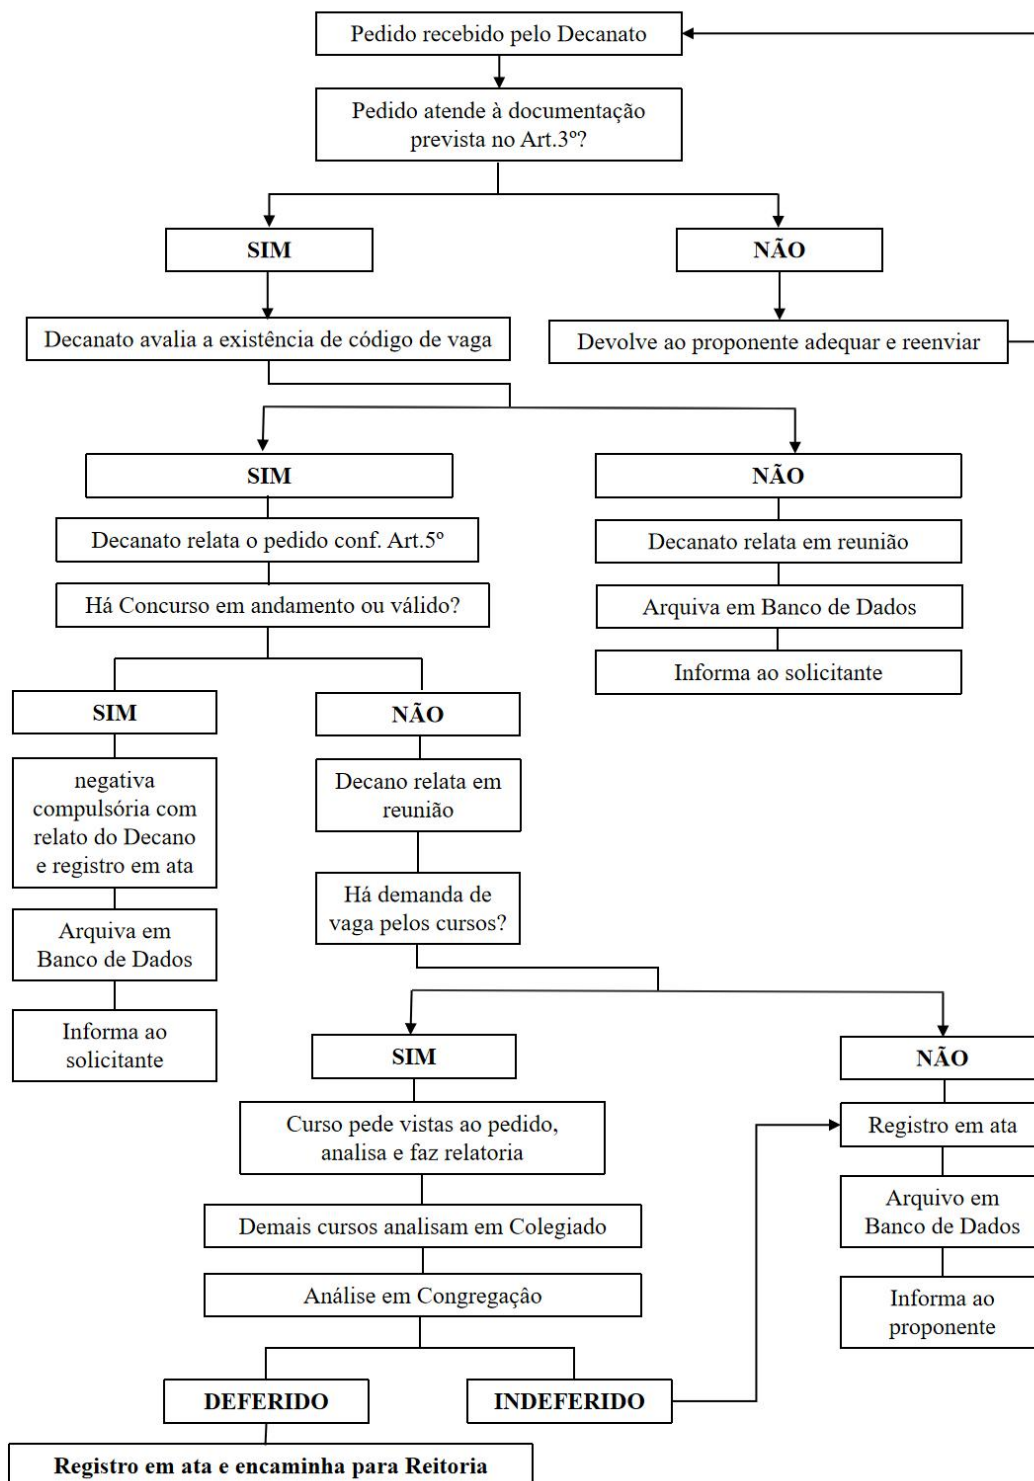 Pedido recebido pelo Decanato
Pedido atende à documentação
prevista no Art.3º?
SIM
NÃO
Decanato avalia a existência de código de vaga
Devolve ao proponente adequar e reenviar
SIM
NÃO
Decanato relata o pedido conf. Art.5º
Decanato relata em reunião
Há Concurso em andamento ou válido?
Arquiva em Banco de Dados
Informa ao solicitante
SIM
NÃO
negativa
compulsória com
relato do Decano
e registro em ata
Decano relata em
reunião
Há demanda de
vaga pelos cursos?
Arquiva em
Banco de Dados
Informa ao
solicitante
SIM
NÃO
Curso pede vistas ao pedido,
analisa e faz relatoria
Registro em ata
Demais cursos analisam em Colegiado
Arquivo em
Banco de Dados
Análise em Congregaçâo
Informa ao
proponente
DEFERIDO
INDEFERIDO
Registro em ata e encaminha para Reitoria